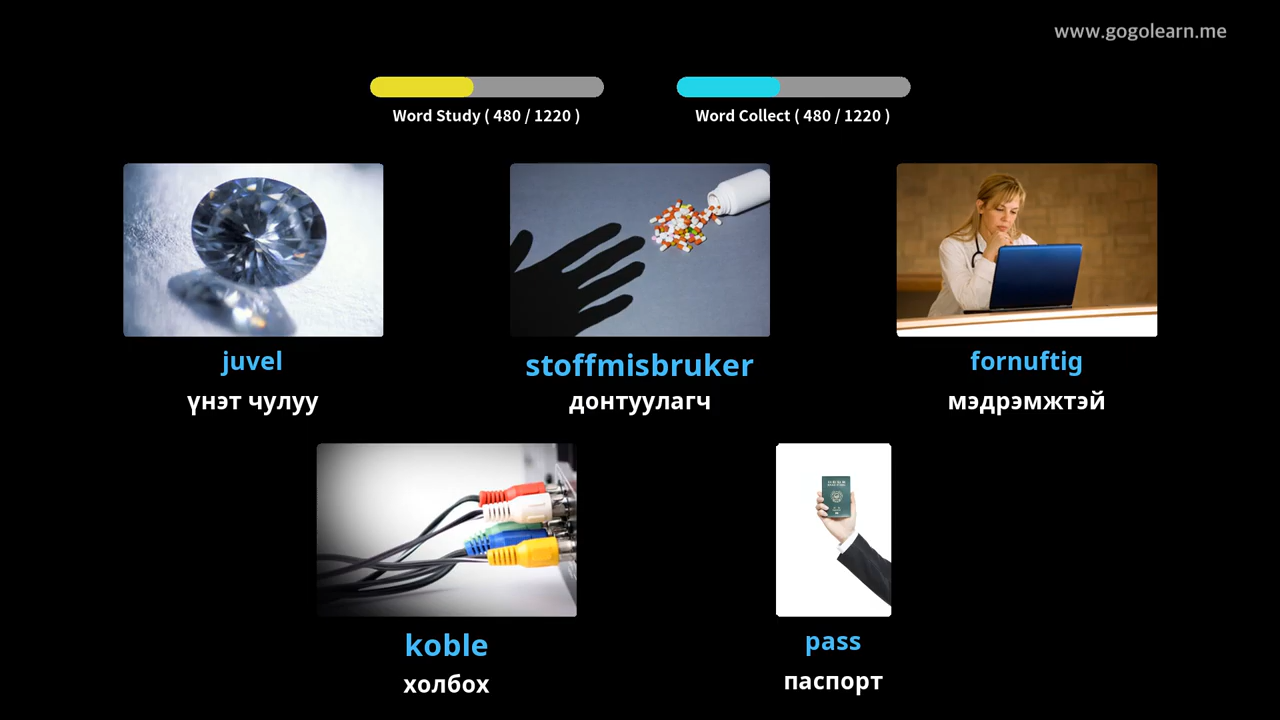 www.gogolearn.me
Word Study ( 480 / 1220 )
Word Collect ( 480 / 1220 )
juvel
stoffmisbruker
fornuftig
үнэт чулуу
донтуулагч
мэдрэмжтэй
koble
pass
холбох
паспорт